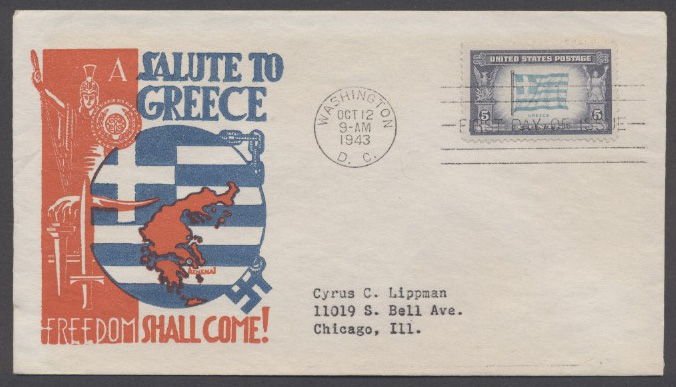 A SALUTE TO
GREECE
ATHENAI
FREEDOM SHALL COME!
WASHINGTON
OCT 12
9-AM
1943
D. C.
UNITED STATES POSTAGE
5 5
GREECE
FIRST DAY OF ISSUE
Cyrus C. Lippman
11019 S. Bell Ave.
Chicago, Ill.